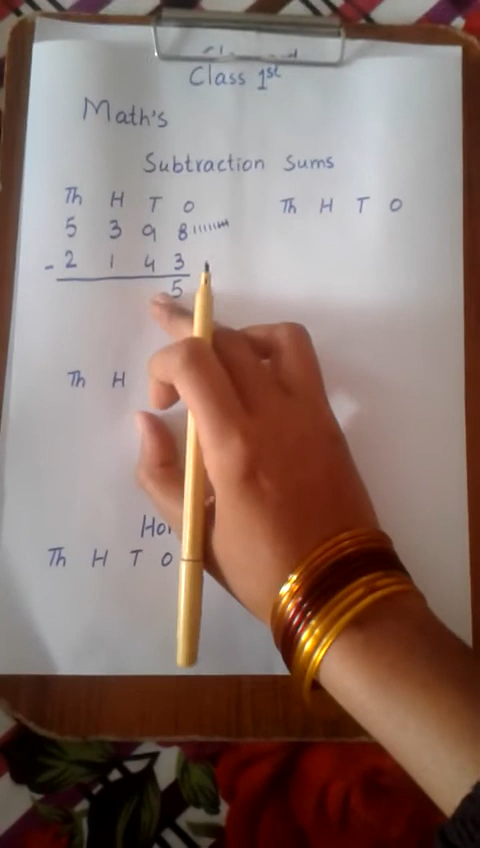 Class 1st
Math's
Subtraction Sums
Th H T O
5 3 9 8
- 2 1 4 3
5
Th H T O
Th H
Th H T O